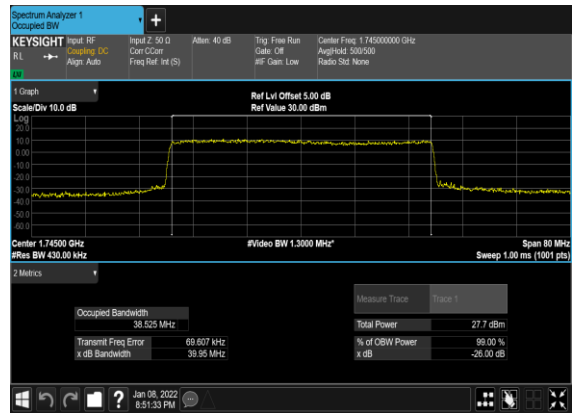 Spectrum Analyzer 1
Occupied BW
+
KEYSIGHT
RL
Input: RF
Coupling: DC
Align: Auto
Input Z: 50 Ω
Corr CCorr
Freq Ref: Int (S)
Atten: 40 dB
Trig: Free Run
Gate: Off
#IF Gain: Low
Center Freq: 1.745000000 GHz
Avg|Hold: 500/500
Radio Std: None
1 Graph
Scale/Div 10.0 dB
Ref Lvl Offset 5.00 dB
Ref Value 30.00 dBm
Log
20.0
10.0
0.00
-10.0
-20.0
-30.0
-40.0
-50.0
-60.0
Center 1.74500 GHz
#Video BW 1.3000 MHz*
Span 80 MHz
#Res BW 430.00 kHz
Sweep 1.00 ms (1001 pts)
2 Metrics
Measure Trace
Trace 1
Occupied Bandwidth
38.525 MHz
Total Power
27.7 dBm
Transmit Freq Error
69.607 kHz
% of OBW Power
99.00 %
x dB Bandwidth
39.95 MHz
x dB
-26.00 dB
?
Jan 08, 2022
8:51:33 PM